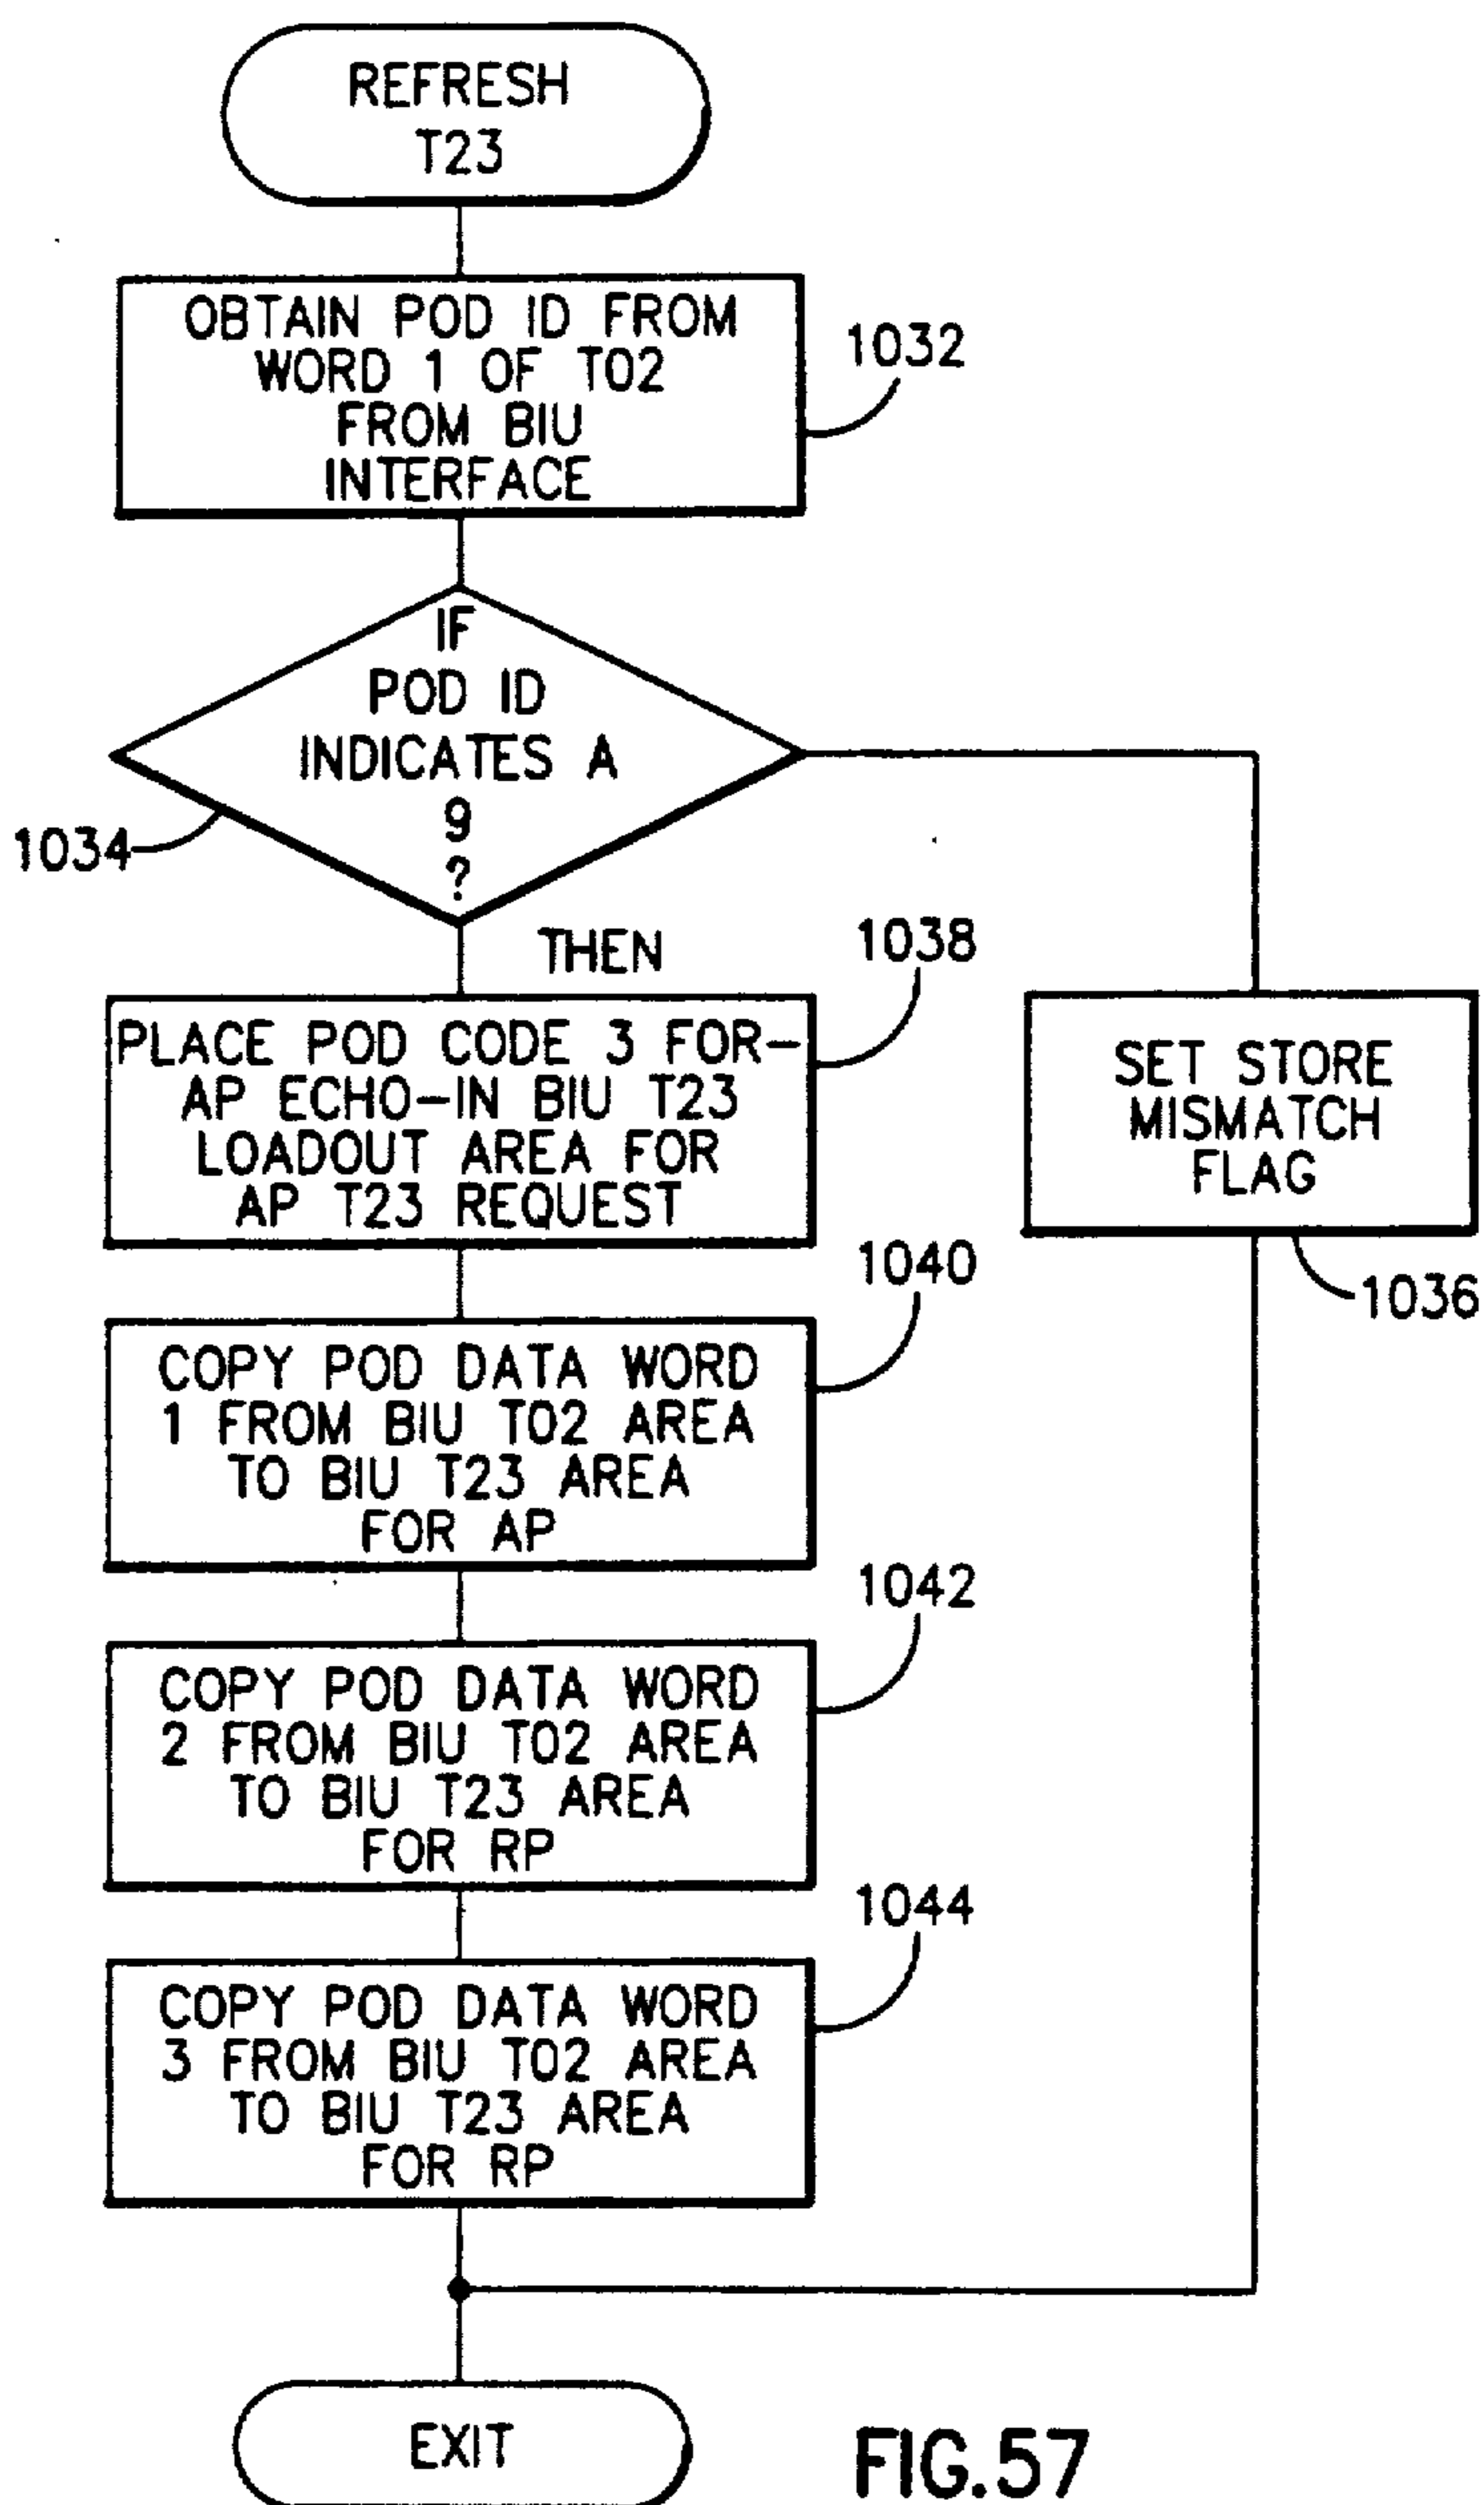 REFRESH
T23
OBTAIN POD ID FROM
WORD 1 OF T02
FROM BIU
INTERFACE
1032
IF
POD ID
INDICATES A
9
?
1034
THEN
1038
PLACE POD CODE 3 FOR-
AP ECHO-IN BIU T23
LOADOUT AREA FOR
AP T23 REQUEST
SET STORE
MISMATCH
FLAG
1036
1040
COPY POD DATA WORD
1 FROM BIU T02 AREA
TO BIU T23 AREA
FOR AP
1042
COPY POD DATA WORD
2 FROM BIU T02 AREA
TO BIU T23 AREA
FOR RP
1044
COPY POD DATA WORD
3 FROM BIU T02 AREA
TO BIU T23 AREA
FOR RP
EXIT
FIG.57